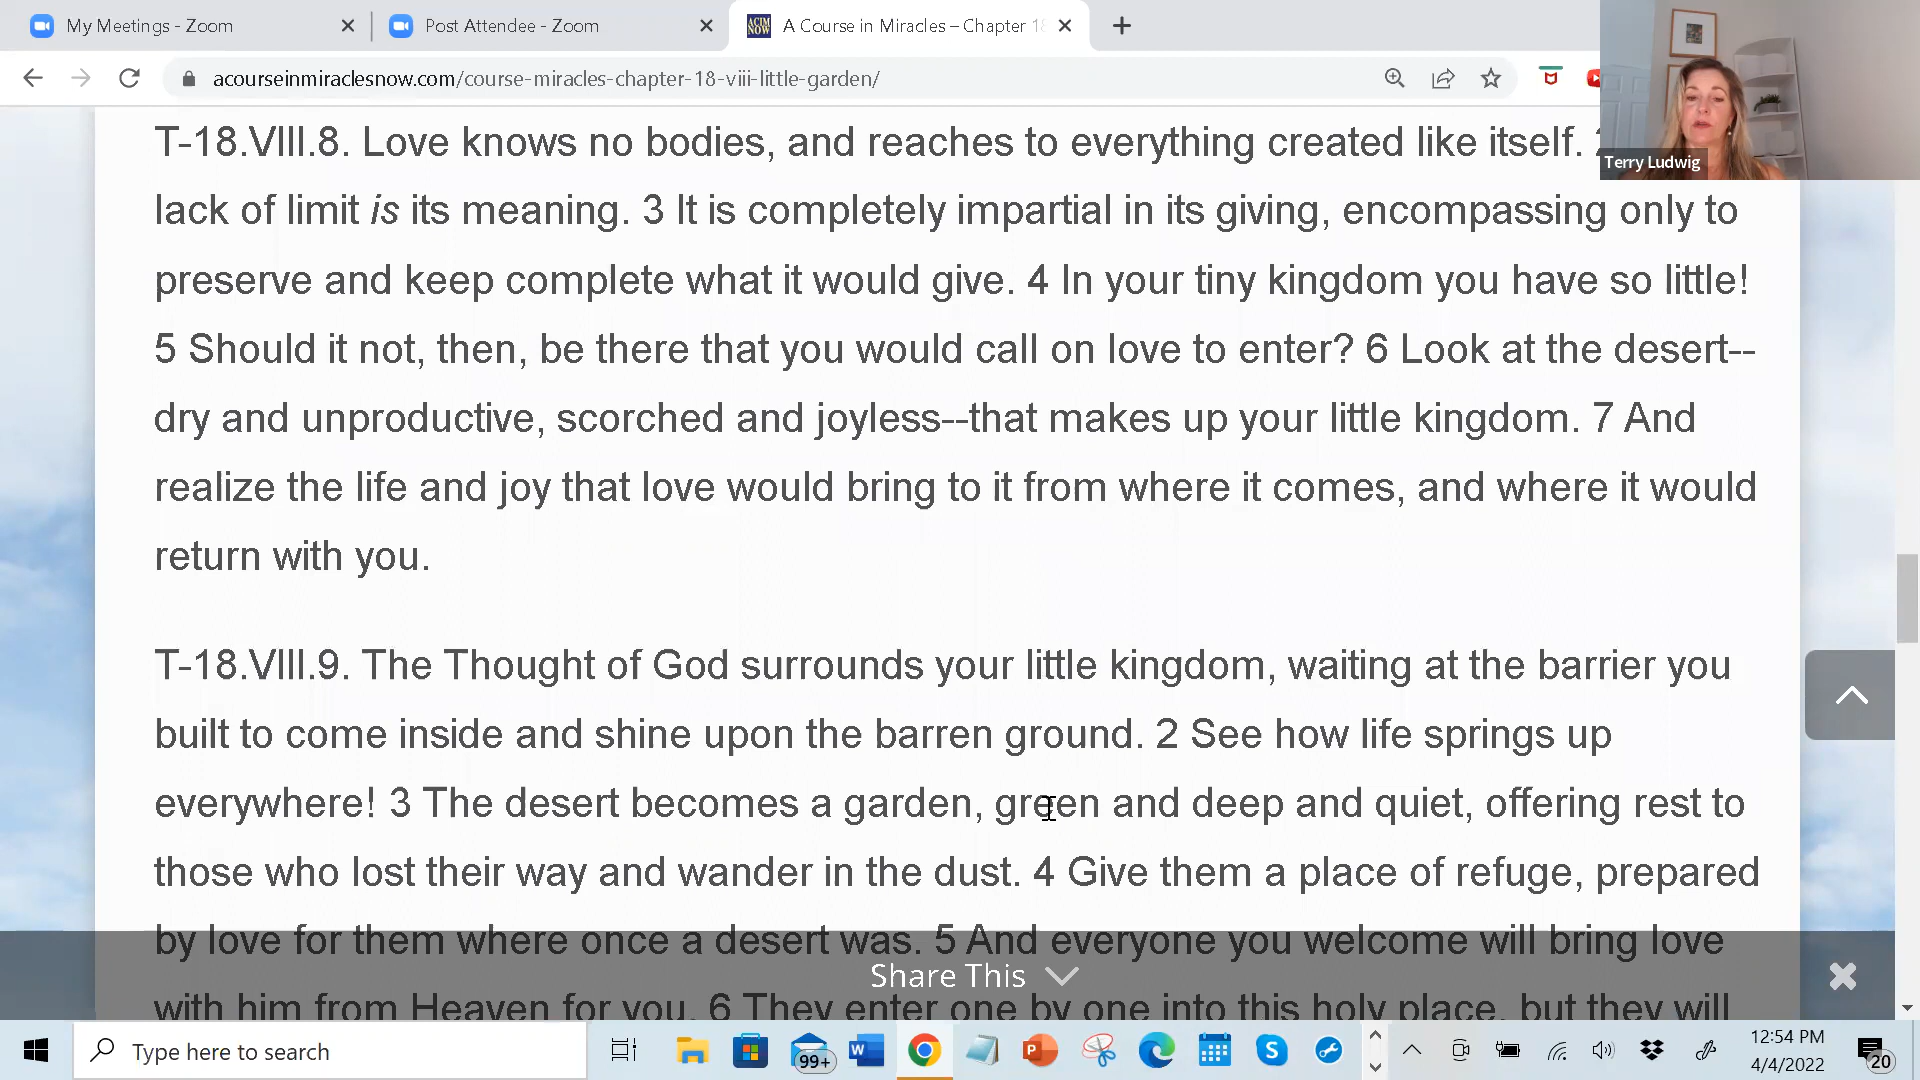 My Meetings - Zoom
Post Attendee - Zoom
A Course in Miracles – Chapter 18
acourseinmiraclesnow.com/course-miracles-chapter-18-viii-little-garden/
Terry Ludwig
T-18.VIII.8. Love knows no bodies, and reaches to everything created like itself. 2
lack of limit is its meaning. 3 It is completely impartial in its giving, encompassing only to
preserve and keep complete what it would give. 4 In your tiny kingdom you have so little!
5 Should it not, then, be there that you would call on love to enter? 6 Look at the desert--
dry and unproductive, scorched and joyless--that makes up your little kingdom. 7 And
realize the life and joy that love would bring to it from where it comes, and where it would
return with you.
T-18.VIII.9. The Thought of God surrounds your little kingdom, waiting at the barrier you
built to come inside and shine upon the barren ground. 2 See how life springs up
everywhere! 3 The desert becomes a garden, green and deep and quiet, offering rest to
those who lost their way and wander in the dust. 4 Give them a place of refuge, prepared
by love for them where once a desert was. 5 And everyone you welcome will bring love
Share This
with him from Heaven for you. 6 They enter one by one into this holy place, but they will
Type here to search
99+
12:54 PM
4/4/2022
20